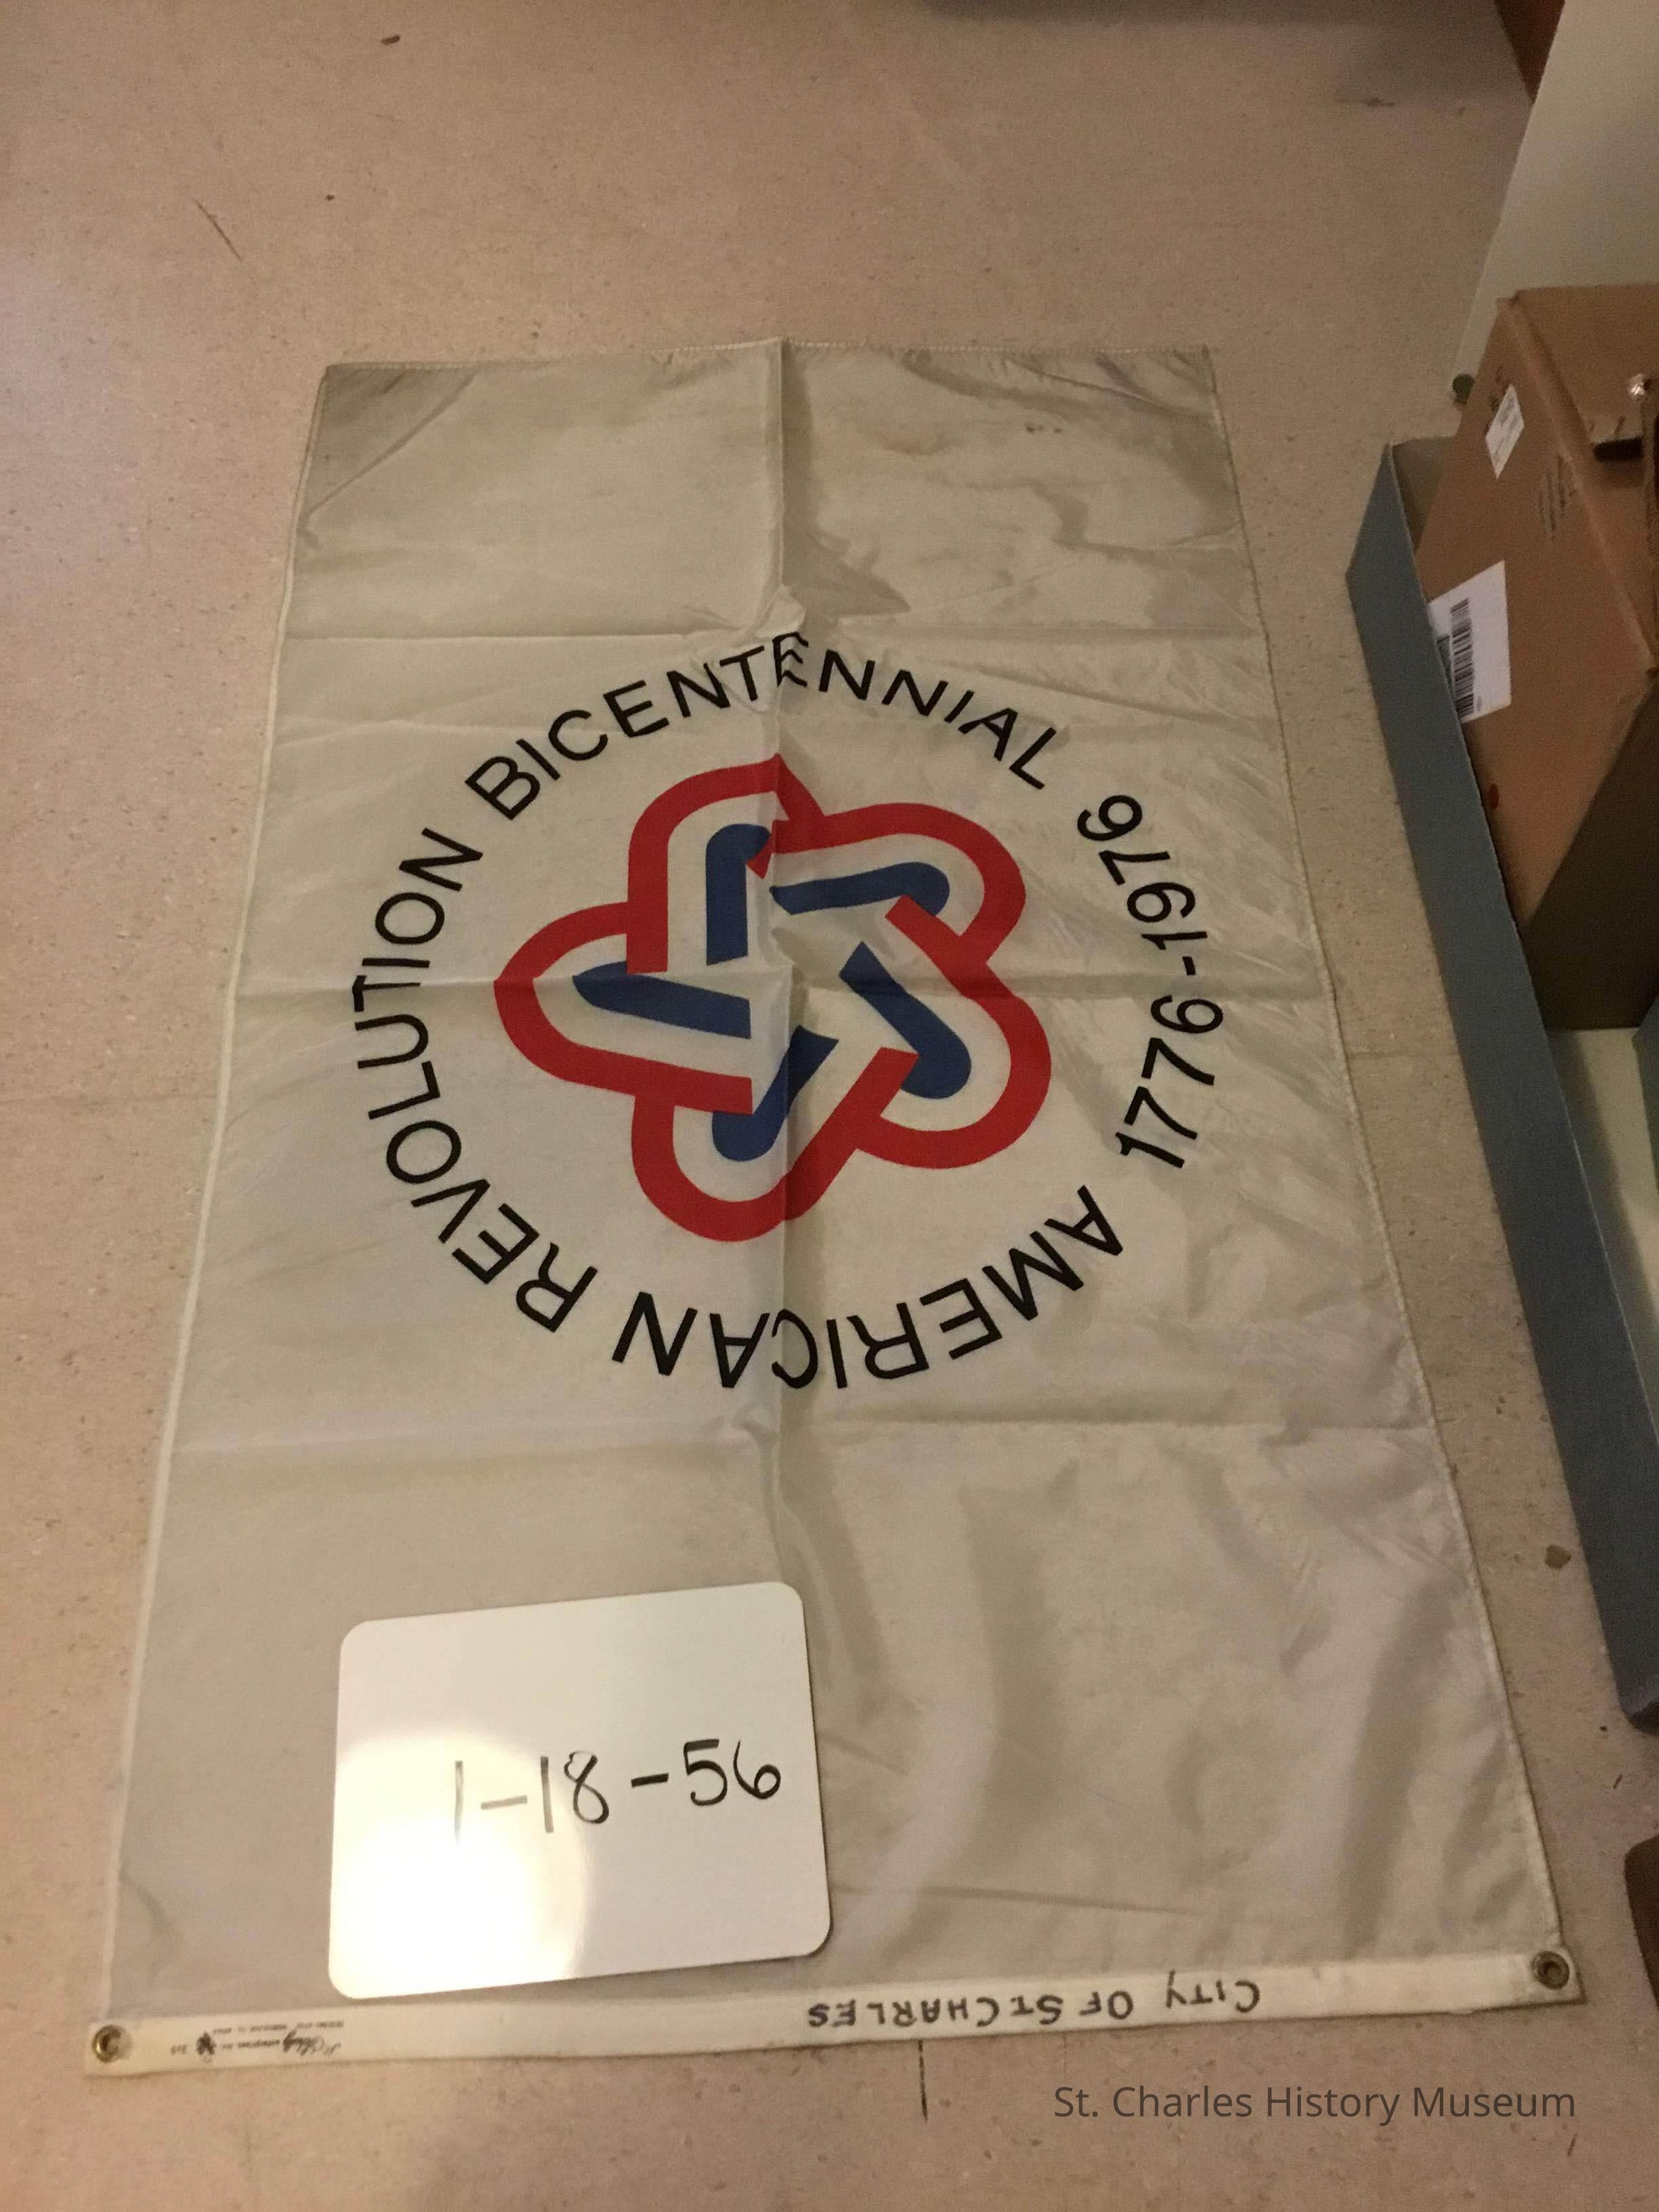 AMERICAN REVOLUTION BICENTENNIAL 1776-1976
1-18-56
CITY OF ST. CHARLES
St. Charles History Museum